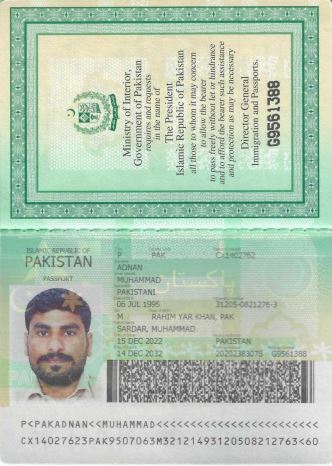 Ministry of Interior,
Government of Pakistan
requires and requests
in the name of
The President
Islamic Republic of Pakistan
all those to whom it may concern
to allow the bearer
to pass freely without let or hindrance
and to afford the bearer such assistance
and protection as may be necessary
Director General
Immigration and Passports.
G9561388
ISLAMIC REPUBLIC OF
PAKISTAN
PASSPORT
P PAK CX1402762
ADNAN
MUHAMMAD
PAKISTANI
06 JUL 1995 31205-0821276-3
M RAHIM YAR KHAN, PAK
SARDAR, MUHAMMAD
15 DEC 2022 PAKISTAN
14 DEC 2032 20202383078 G9561388
P<PAKADNAN<<MUHAMMAD<<<<<<<<<<<<<<<<<<<<<<<<
CX14027623PAK9507063M32121493120508212763<60